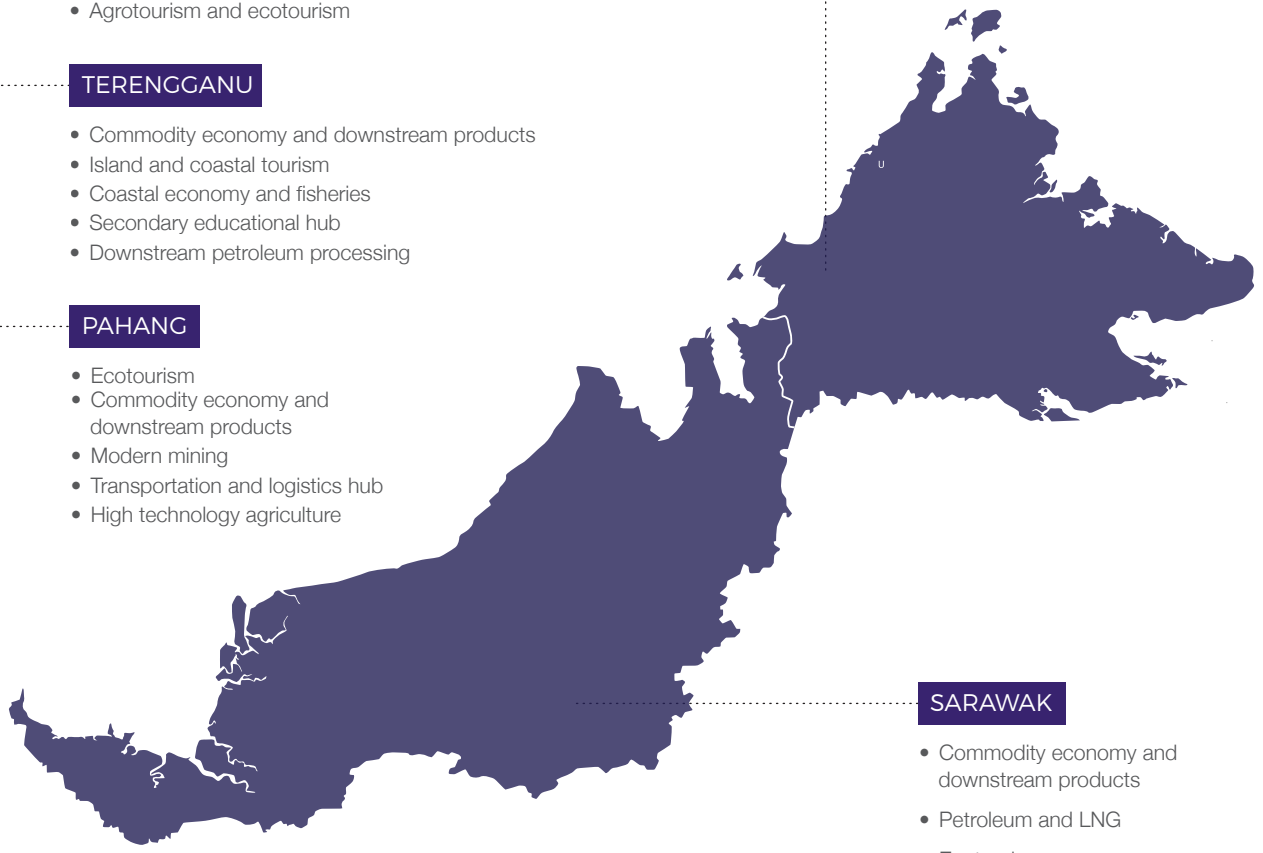 • Agrotourism and ecotourism
TERENGGANU
• Commodity economy and downstream products
• Island and coastal tourism
• Coastal economy and fisheries
• Secondary educational hub
• Downstream petroleum processing
PAHANG
• Ecotourism
• Commodity economy and
downstream products
• Modern mining
• Transportation and logistics hub
• High technology agriculture
U
SARAWAK
• Commodity economy and
downstream products
• Petroleum and LNG